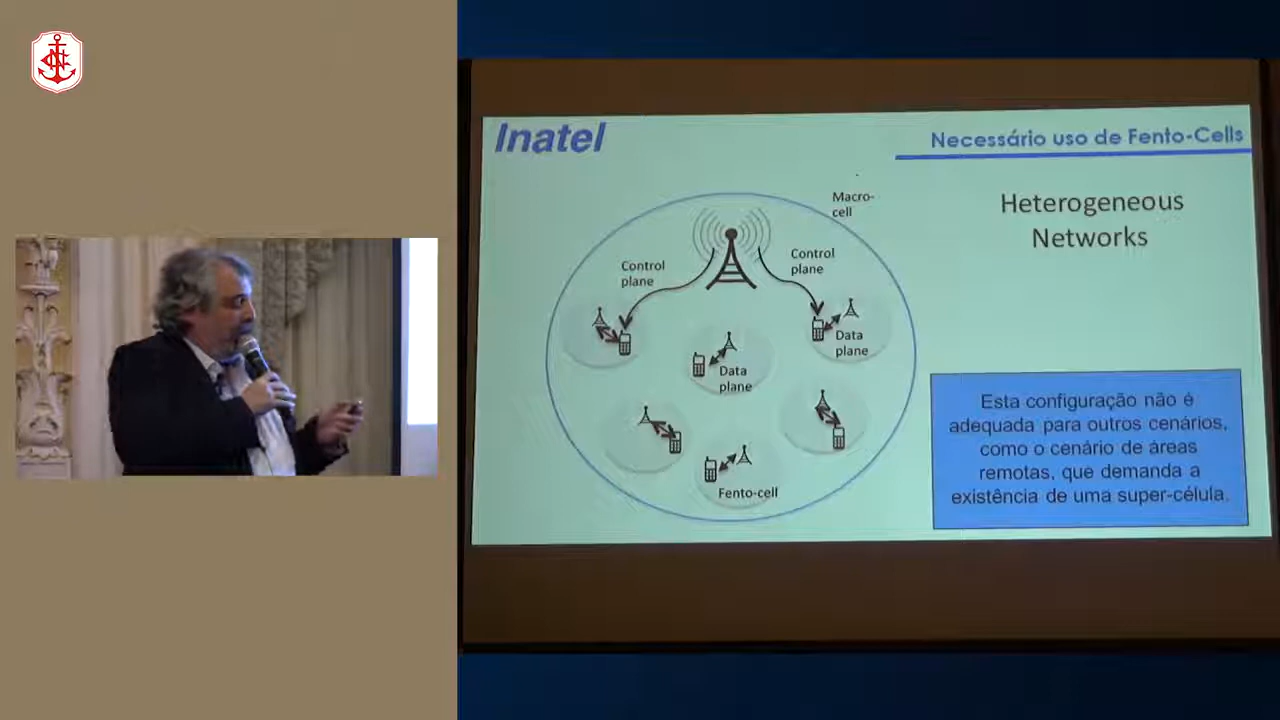 Inatel
Necessário uso de Fento-Cells
Heterogeneous
Networks
Macro-
cell
Control
plane
Control
plane
Data
plane
Data
plane
Fento-cell
Esta configuração não é
adequada para outros cenários,
como o cenário de áreas
remotas, que demanda a
existência de uma super-célula.